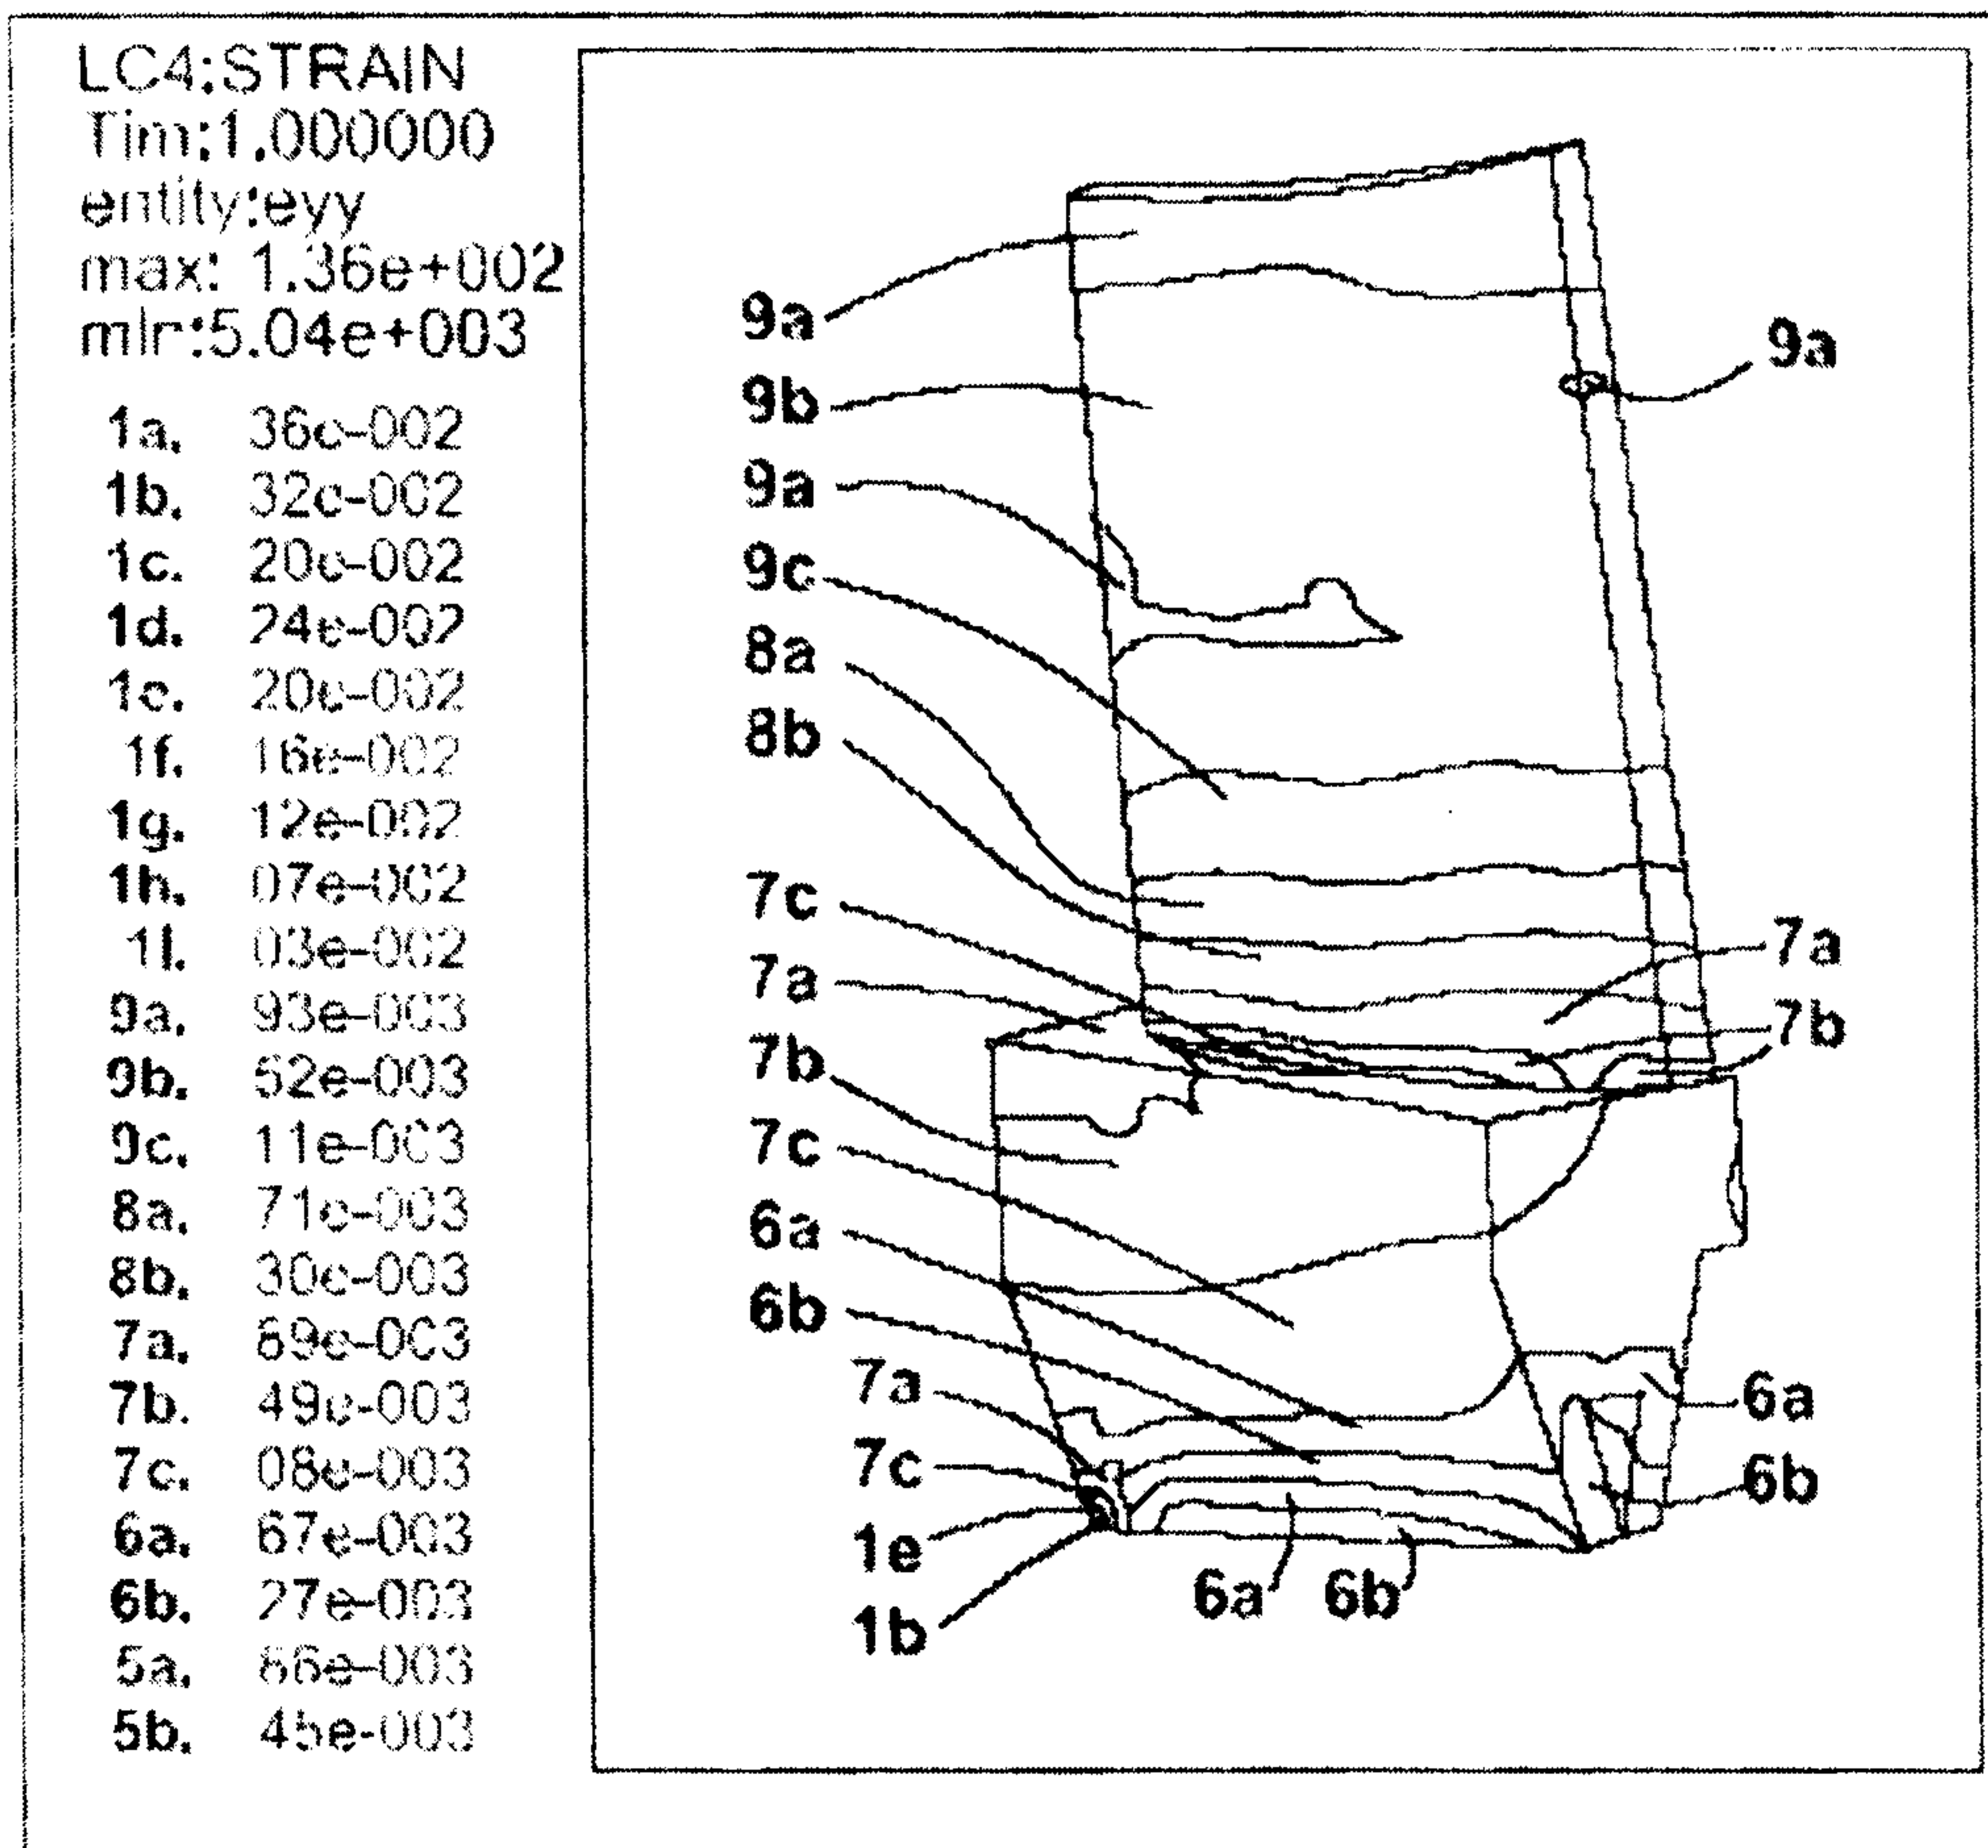 LC4:STRAIN
Tim:1.000000
entity:eyy
max: 1.36e+002
mir:5.04e+003
1a. 36e-002
1b. 32e-002
1c. 20e-002
1d. 24e-002
1e. 20e-002
1f. 16e-002
1g. 12e-002
1h. 07e-002
1l. 03e-002
9a. 93e-003
9b. 52e-003
9c. 11e-003
8a. 71e-003
8b. 30e-003
7a. 89e-003
7b. 49e-003
7c. 08e-003
6a. 67e-003
6b. 27e-003
5a. 86e-003
5b. 45e-003
9a
9a
9b
9a
9c
8a
8b
7c
7a
7a
7b
7b
7c
6a
6b
7a
6a
7c
6b
1e
6a
6b
1b